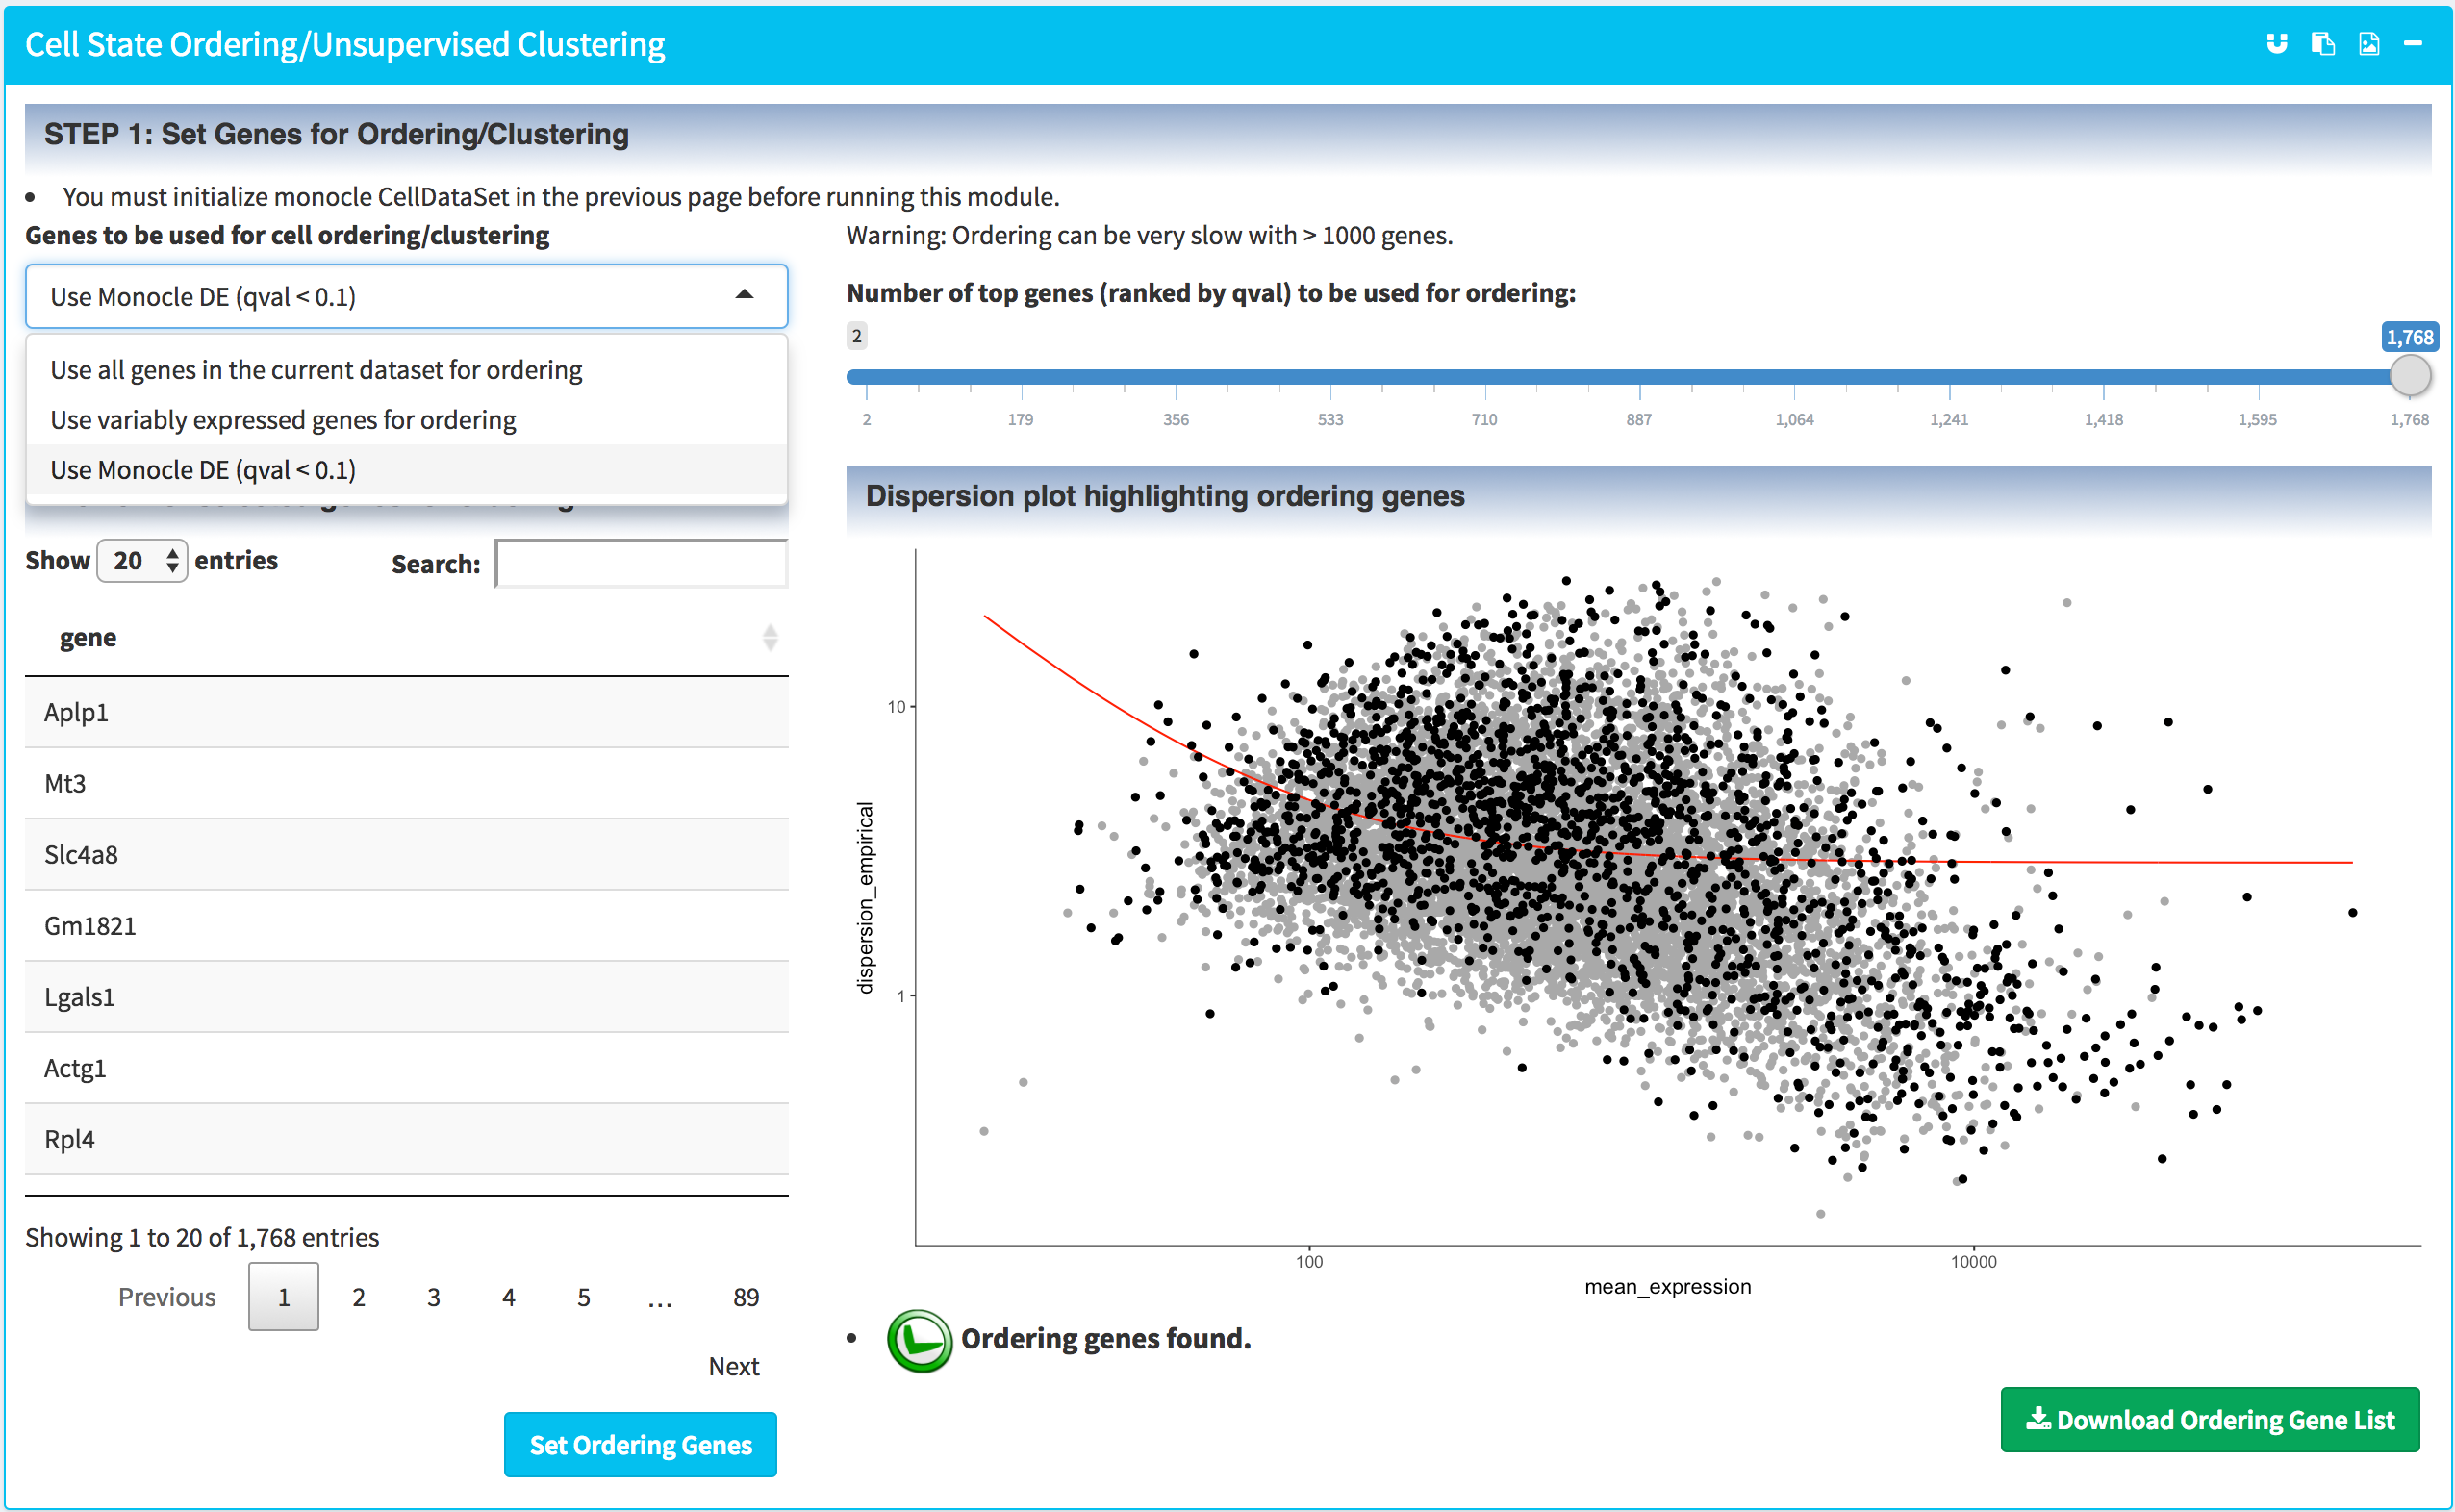 Cell State Ordering/Unsupervised Clustering
STEP 1: Set Genes for Ordering/Clustering
You must initialize monocle CellDataSet in the previous page before running this module.
Genes to be used for cell ordering/clustering
Use Monocle DE (qval < 0.1)
Use all genes in the current dataset for ordering
Use variably expressed genes for ordering
Use Monocle DE (qval < 0.1)
Show 20 entries
Search:
gene
Aplp1
Mt3
Slc4a8
Gm1821
Lgals1
Actg1
Rpl4
Showing 1 to 20 of 1,768 entries
Previous 1 2 3 4 5 … 89
Next
Set Ordering Genes
Warning: Ordering can be very slow with > 1000 genes.
Number of top genes (ranked by qval) to be used for ordering:
2 1,768
2 179 356 533 710 887 1,064 1,241 1,418 1,595 1,768
Dispersion plot highlighting ordering genes
10
1
dispersion_empirical
100 10000
mean_expression
Ordering genes found.
Download Ordering Gene List